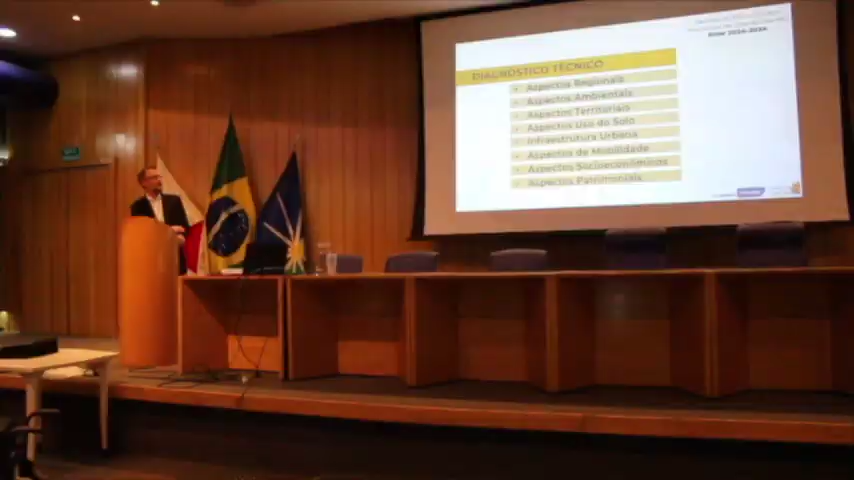 DIAGNÓSTICO TÉCNICO
• Aspectos Regionais
• Aspectos Ambientais
• Aspectos Territoriais
• Aspectos Uso do Solo
• Infraestrutura Urbana
• Aspectos de Mobilidade
• Aspectos Socioeconômicos
• Aspectos Patrimoniais